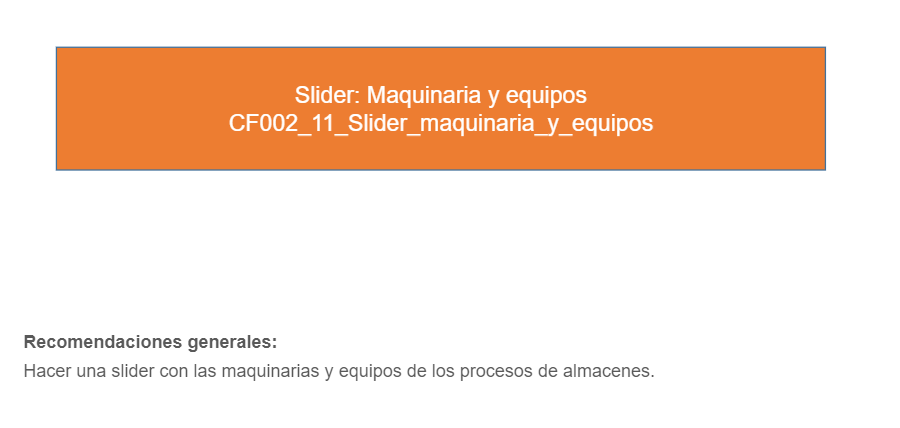 Slider: Maquinaria y equipos
CF002_11_Slider_maquinaria_y_equipos
Recomendaciones generales:
Hacer una slider con las maquinarias y equipos de los procesos de almacenes.